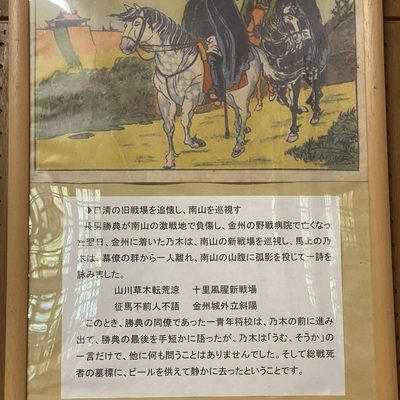 日清の旧戦場を追懐し、南山を巡視す
長男勝典が南山の激戦地で負傷し、金州の野戦病院で亡くなっ
た翌日、金州に着いた乃木は、南山の新戦場を巡視し、馬上の乃
木は、幕僚の群から一人離れ、南山の山腹に孤影を投じて一詩を
詠みました。
山川草木転荒涼　十里風腥新戦場
征馬不前人不語　金州城外立斜陽
このとき、勝典の同僚であった一青年将校は、乃木の前に進み
出て、勝典の最後を手短かに語ったが、乃木は「うむ、そうか」の
一言だけで、他に何も問うことはありませんでした。そして総戦死
者の墓標に、ビールを供えて静かに去ったということです。